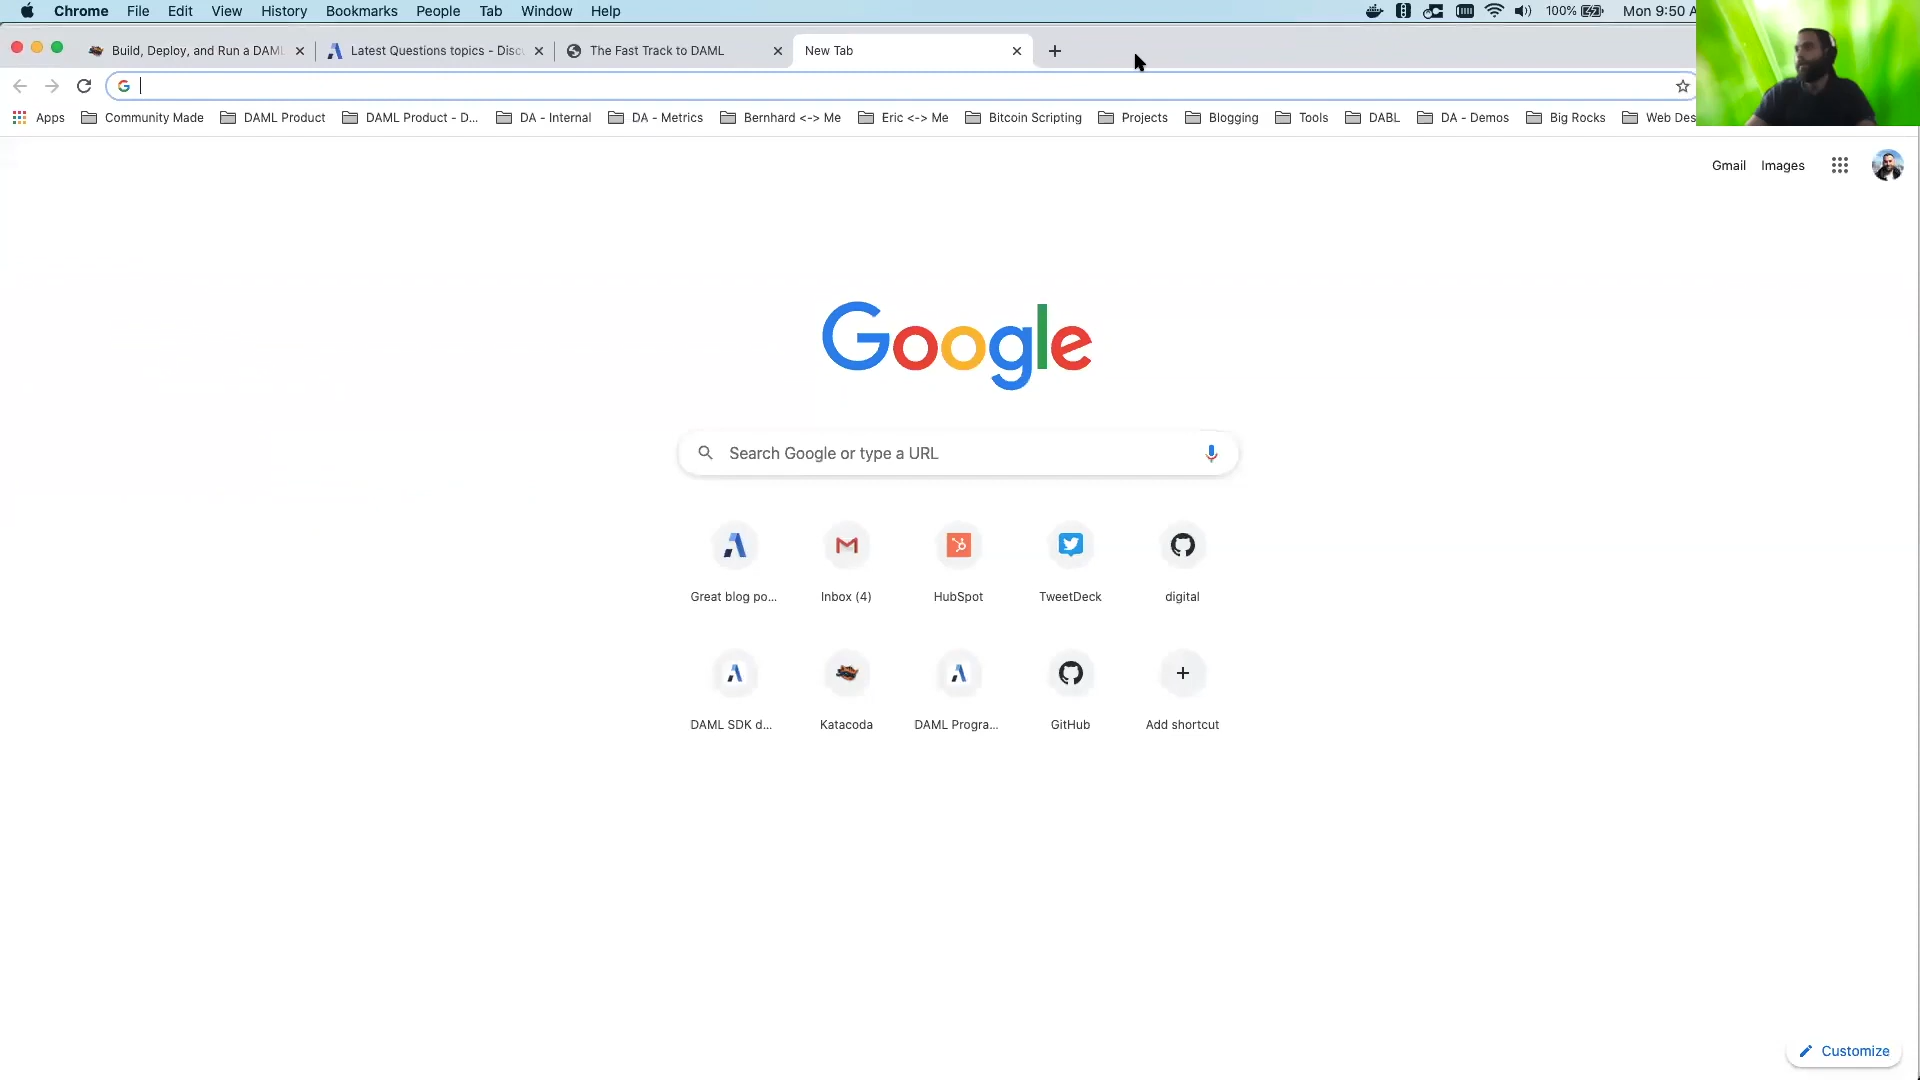 Chrome File Edit View History Bookmarks People Tab Window Help 100% Mon 9:50 A
Build, Deploy, and Run a DAML Latest Questions topics - Disc The Fast Track to DAML New Tab
Apps Community Made DAML Product DAML Product - D... DA - Internal DA - Metrics Bernhard <-> Me Eric <-> Me Bitcoin Scripting Projects Blogging Tools DABL DA - Demos Big Rocks Web Des
Gmail Images
Google
Search Google or type a URL
Great blog po... Inbox (4) HubSpot TweetDeck digital
DAML SDK d... Katacoda DAML Progra... GitHub Add shortcut
Customize